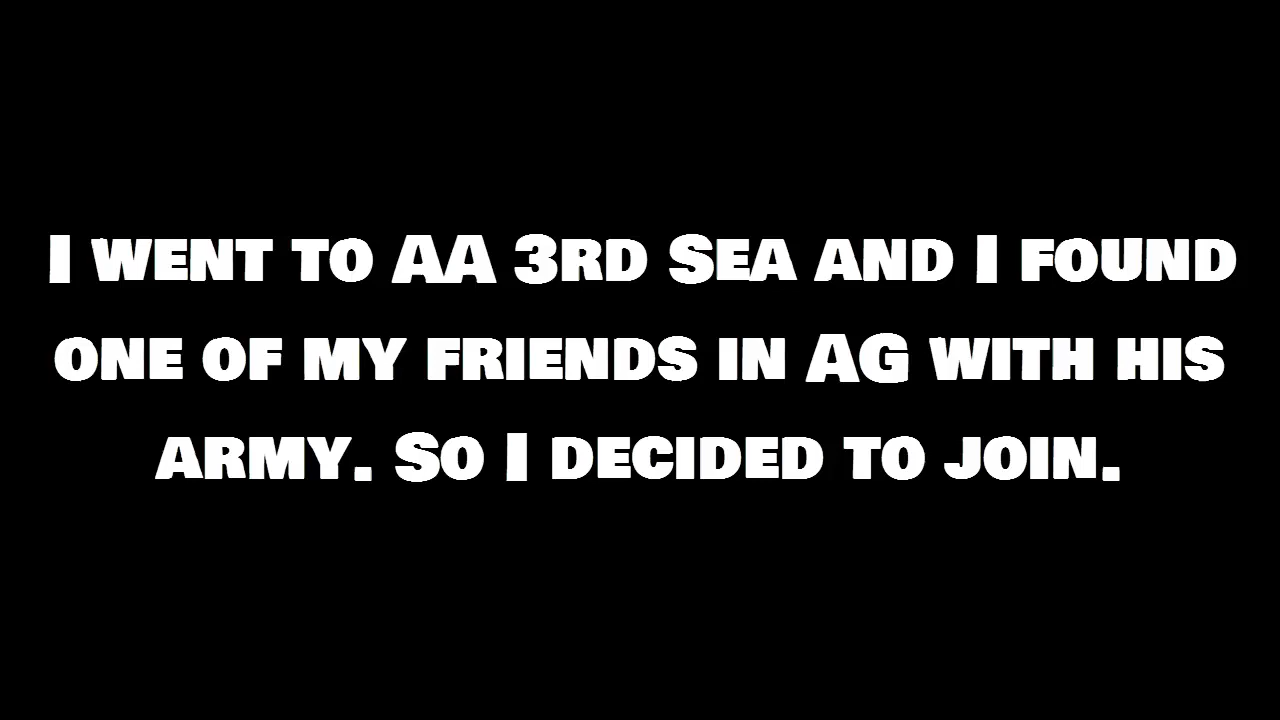 I went to AA 3rd Sea and I found
one of my friends in AG with his
army. So I decided to join.